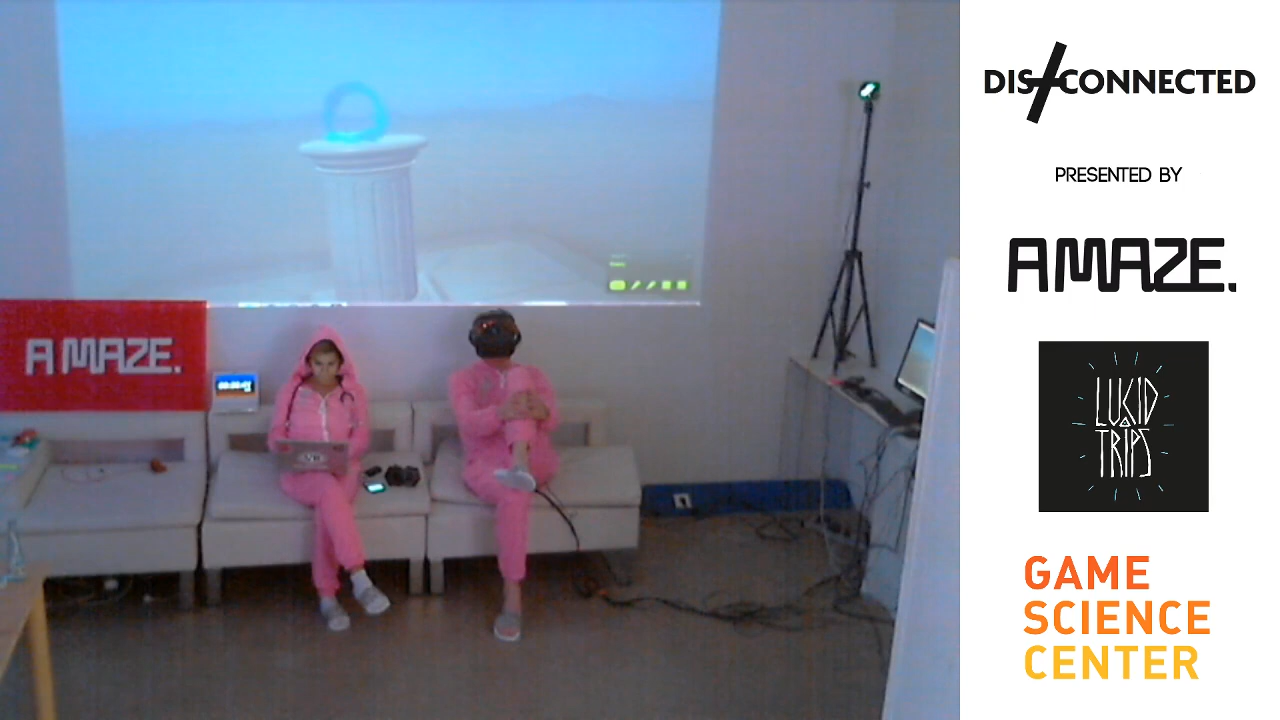 DIS/CONNECTED
PRESENTED BY
A MAZE.
LUCID
TRIPS
GAME
SCIENCE
CENTER
A MAZE.